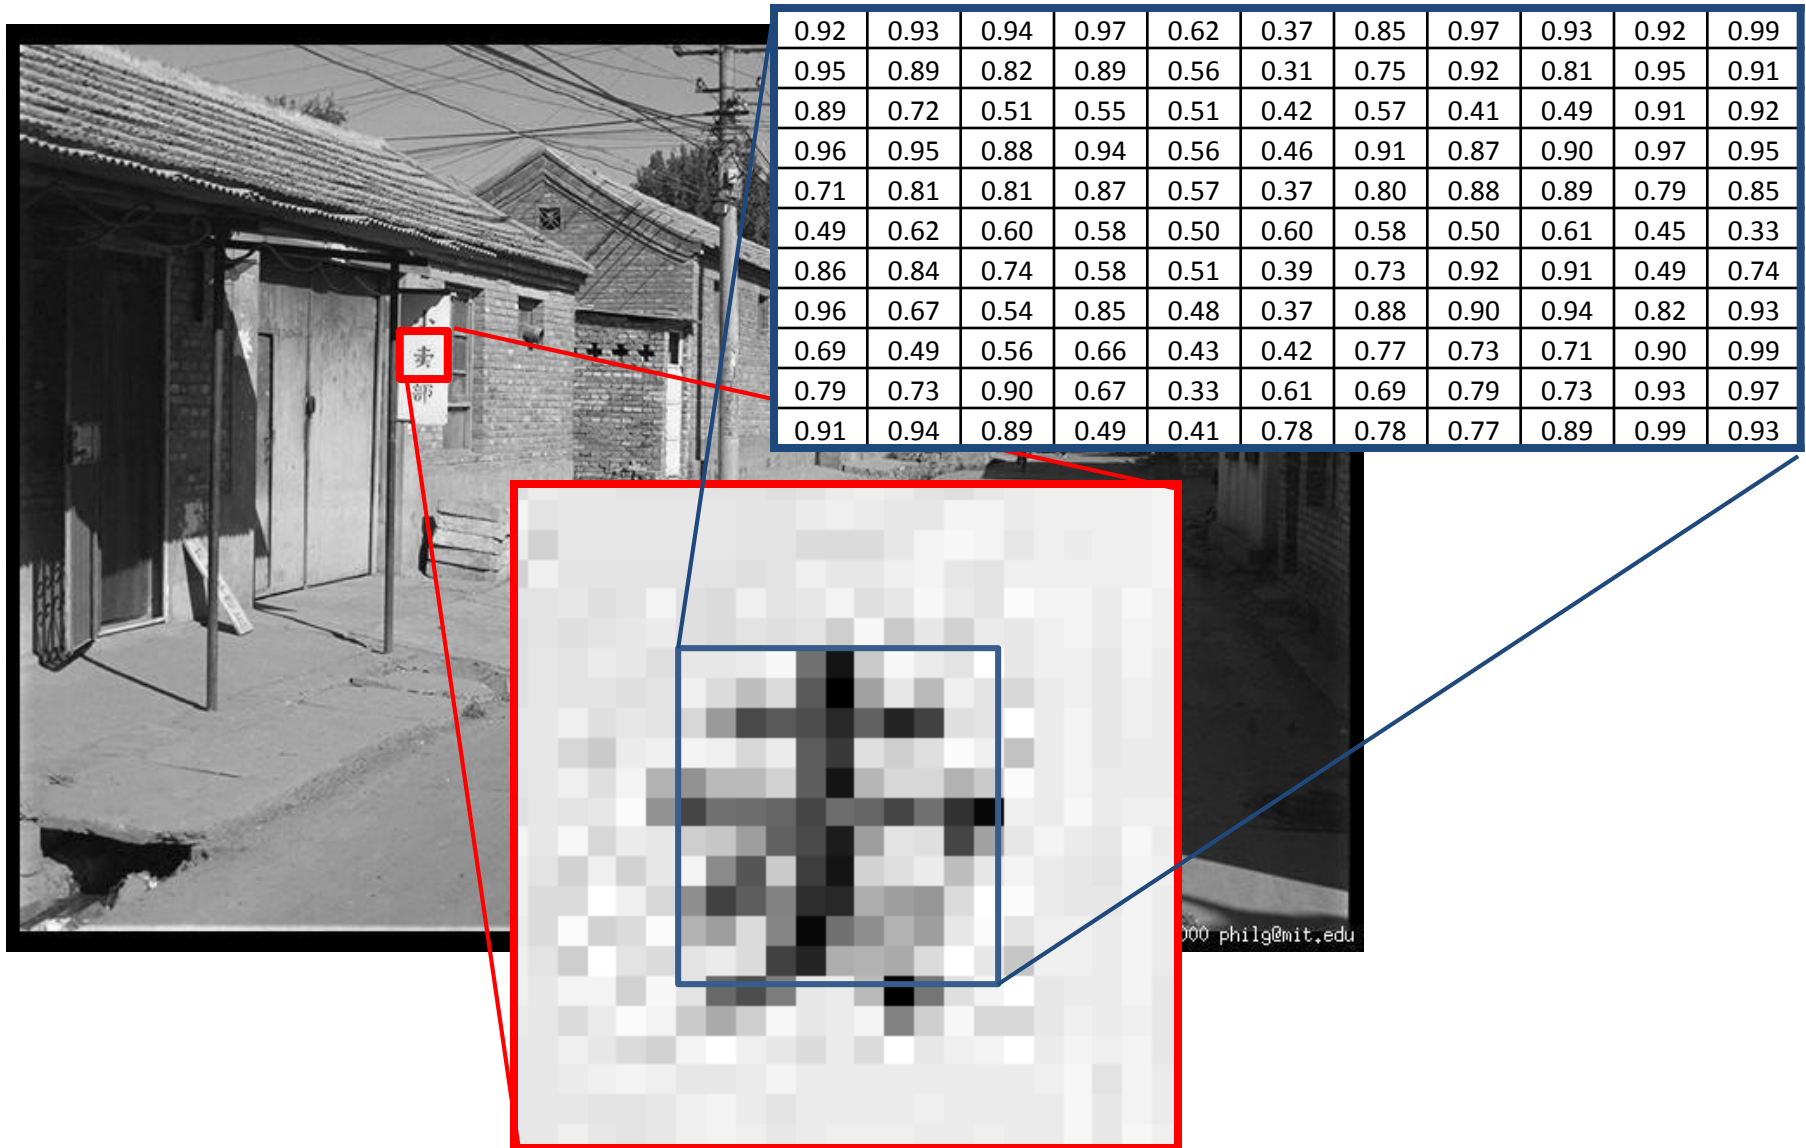 0.92 0.93 0.94 0.97 0.62 0.37 0.85 0.97 0.93 0.92 0.99
0.95 0.89 0.82 0.89 0.56 0.31 0.75 0.92 0.81 0.95 0.91
0.89 0.72 0.51 0.55 0.51 0.42 0.57 0.41 0.49 0.91 0.92
0.96 0.95 0.88 0.94 0.56 0.46 0.91 0.87 0.90 0.97 0.95
0.71 0.81 0.81 0.87 0.57 0.37 0.80 0.88 0.89 0.79 0.85
0.49 0.62 0.60 0.58 0.50 0.60 0.58 0.50 0.61 0.45 0.33
0.86 0.84 0.74 0.58 0.51 0.39 0.73 0.92 0.91 0.49 0.74
0.96 0.67 0.54 0.85 0.48 0.37 0.88 0.90 0.94 0.82 0.93
0.69 0.49 0.56 0.66 0.43 0.42 0.77 0.73 0.71 0.90 0.99
0.79 0.73 0.90 0.67 0.33 0.61 0.69 0.79 0.73 0.93 0.97
0.91 0.94 0.89 0.49 0.41 0.78 0.78 0.77 0.89 0.99 0.93
卖
部
000 philg@mit.edu